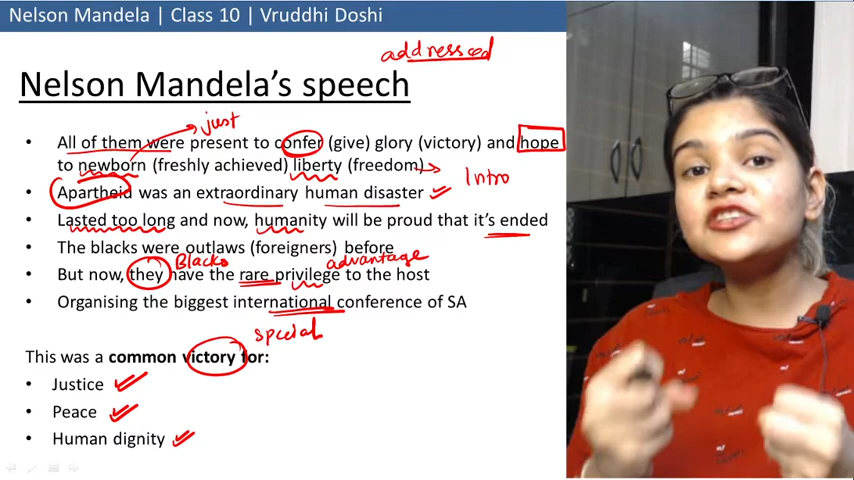 Nelson Mandela | Class 10 | Vruddhi Doshi
addressed
Nelson Mandela's speech
just
All of them were present to confer (give) glory (victory) and hope
to newborn (freshly achieved) liberty (freedom)
Intro
Apartheid was an extraordinary human disaster
Lasted too long and now, humanity will be proud that it's ended
The blacks were outlaws (foreigners) before
Blacks advantage
But now, they have the rare privilege to the host
Organising the biggest international conference of SA
special
This was a common victory for:
Justice
Peace
Human dignity